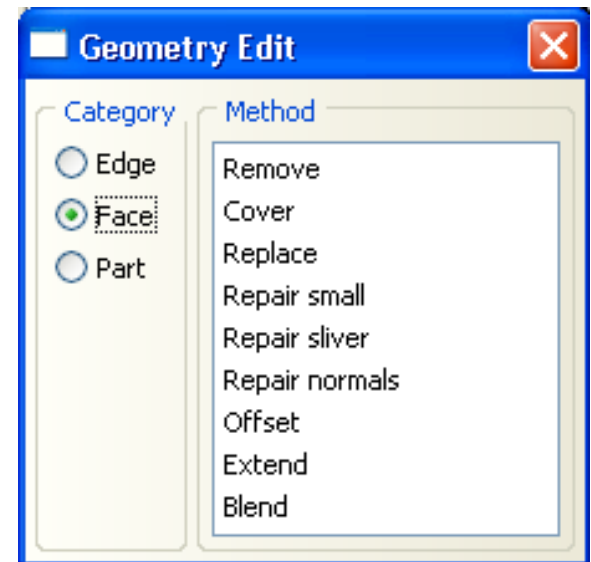 Geometry Edit
Category
Method
Edge
Face
Part
Remove
Cover
Replace
Repair small
Repair sliver
Repair normals
Offset
Extend
Blend